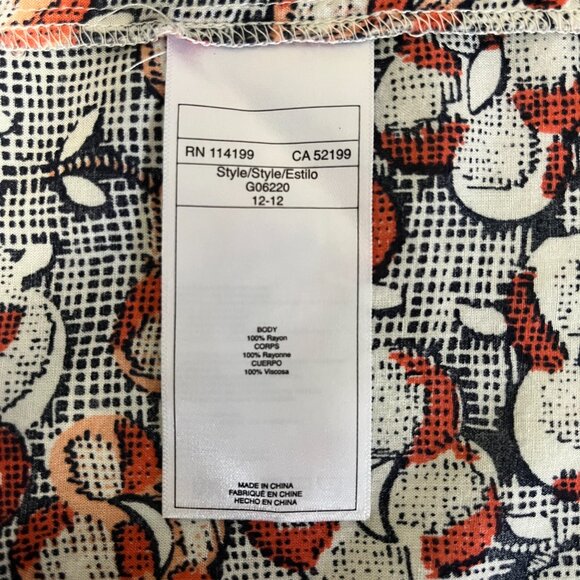 RN 114199 CA 52199
Style/Style/Estilo
G06220
12-12
BODY
100% Rayon
CORPS
100% Rayonne
CUERPO
100% Viscosa
MADE IN CHINA
FABRIQUÉ EN CHINE
HECHO EN CHINA